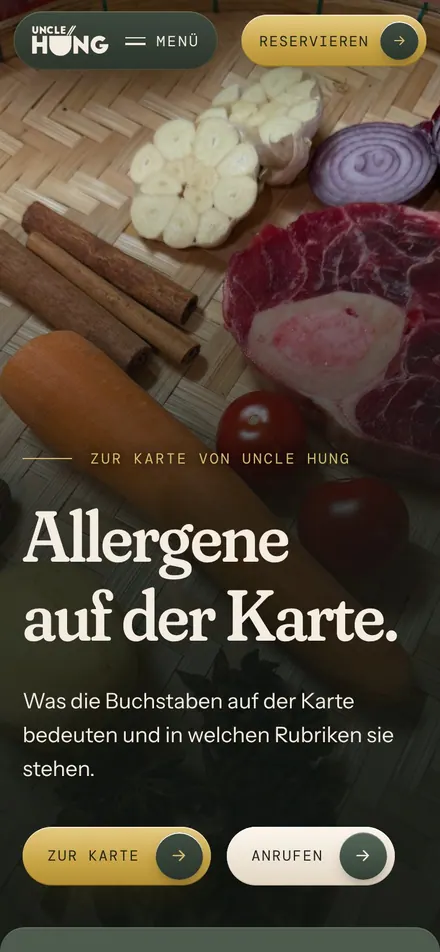 UNCLE
HUNG
MENÜ
RESERVIEREN
ZUR KARTE VON UNCLE HUNG
Allergene
auf der Karte.
Was die Buchstaben auf der Karte
bedeuten und in welchen Rubriken sie
stehen.
ZUR KARTE
ANRUFEN